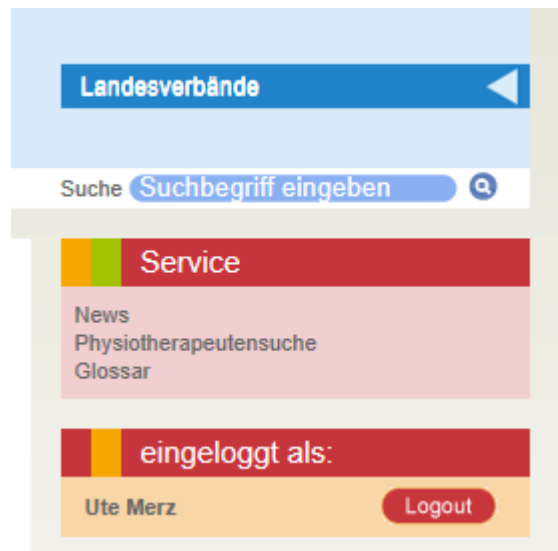 Landesverbände
Suche Suchbegriff eingeben
Service
News
Physiotherapeutensuche
Glossar
eingeloggt als:
Ute Merz Logout